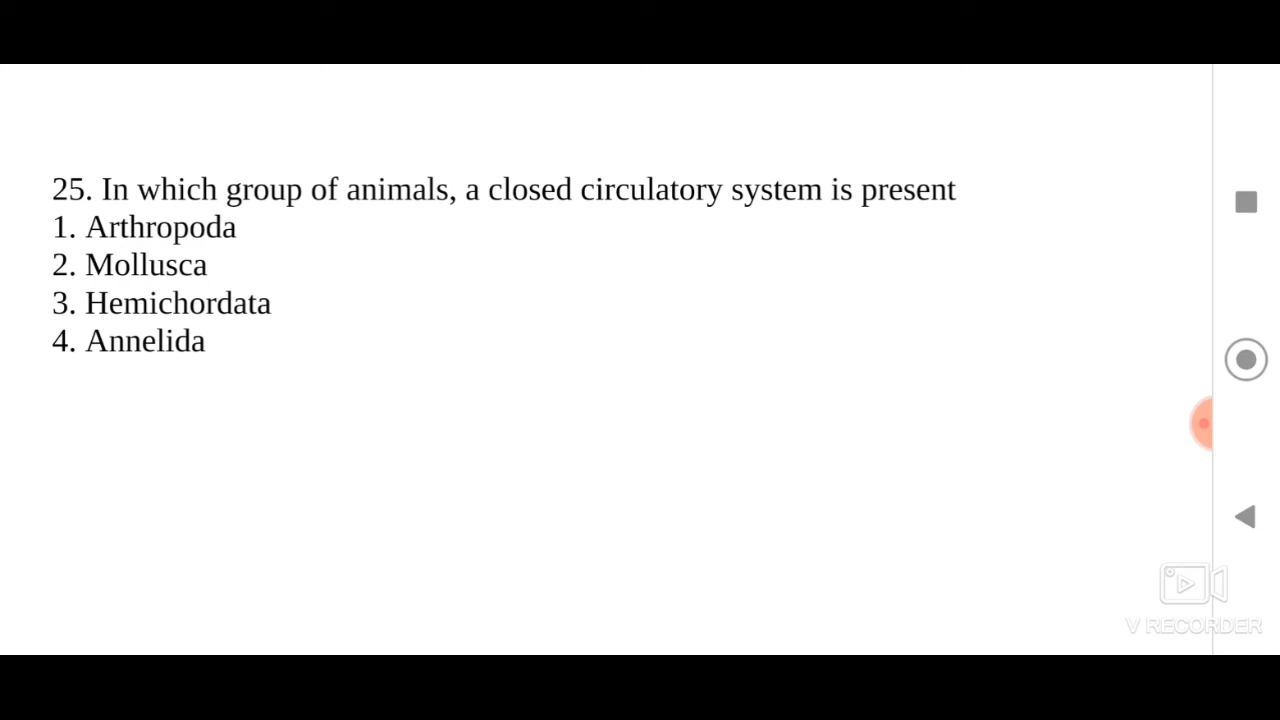 25. In which group of animals, a closed circulatory system is present
1. Arthropoda
2. Mollusca
3. Hemichordata
4. Annelida
V RECORDER